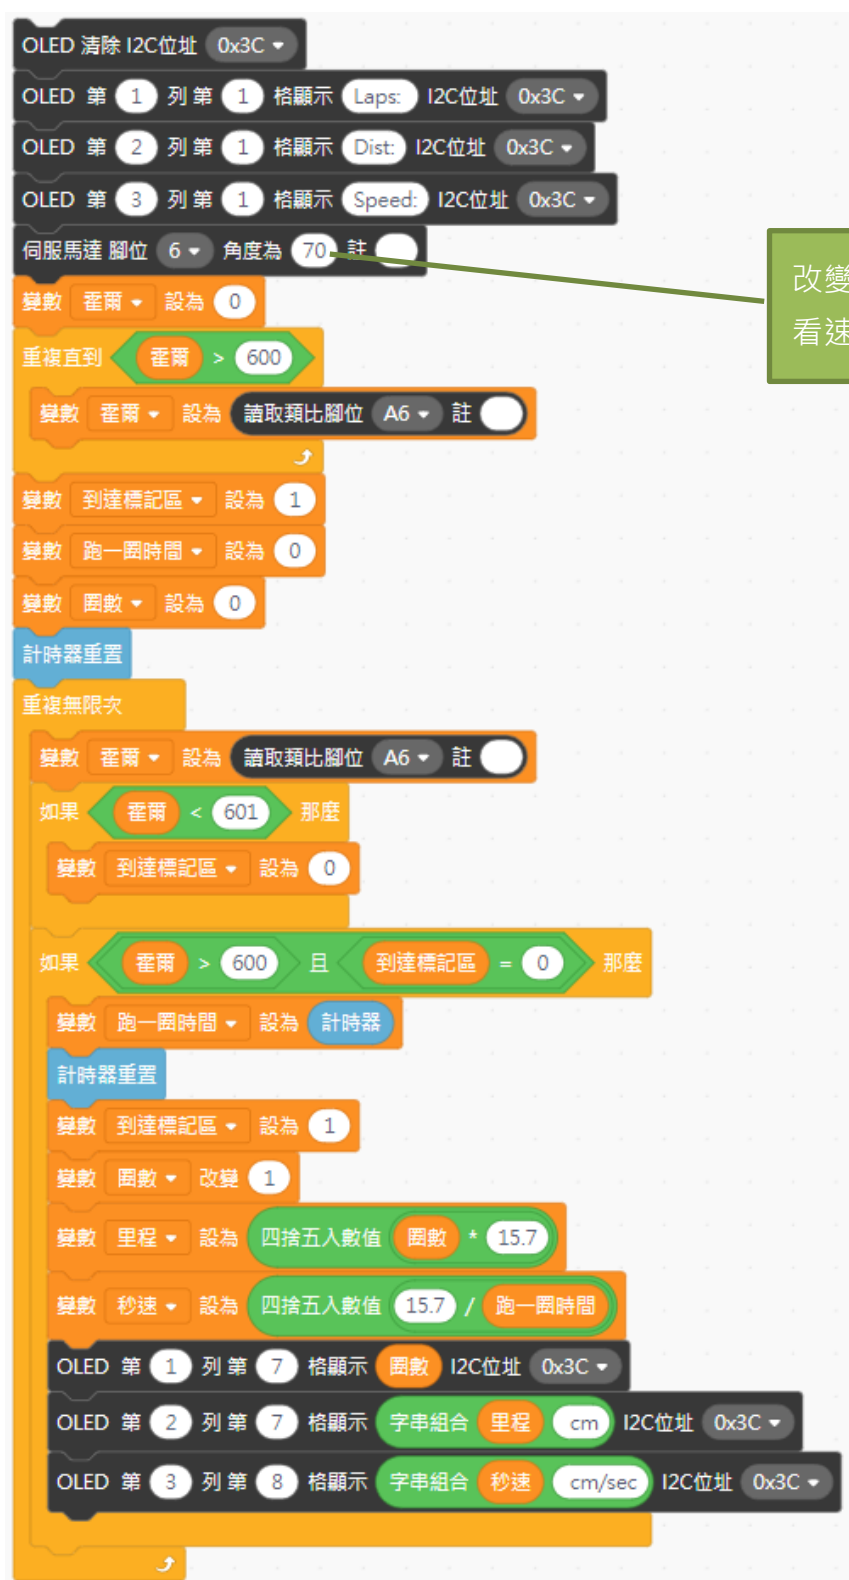 OLED 清除 I2C位址 0x3C
OLED 第 1 列 第 1 格顯示 Laps: I2C位址 0x3C
OLED 第 2 列 第 1 格顯示 Dist: I2C位址 0x3C
OLED 第 3 列 第 1 格顯示 Speed: I2C位址 0x3C
伺服馬達 腳位 6 角度為 70 註
改變
看速
變數 霍爾 設為 0
重複直到 霍爾 > 600
變數 霍爾 設為 讀取類比腳位 A6 註
變數 到達標記區 設為 1
變數 跑一圈時間 設為 0
變數 圈數 設為 0
計時器重置
重複無限次
變數 霍爾 設為 讀取類比腳位 A6 註
如果 霍爾 < 601 那麼
變數 到達標記區 設為 0
如果 霍爾 > 600 且 到達標記區 = 0 那麼
變數 跑一圈時間 設為 計時器
計時器重置
變數 到達標記區 設為 1
變數 圈數 改變 1
變數 里程 設為 四捨五入數值 圈數 * 15.7
變數 秒速 設為 四捨五入數值 15.7 / 跑一圈時間
OLED 第 1 列 第 7 格顯示 圈數 I2C位址 0x3C
OLED 第 2 列 第 7 格顯示 字串組合 里程 cm I2C位址 0x3C
OLED 第 3 列 第 8 格顯示 字串組合 秒速 cm/sec I2C位址 0x3C